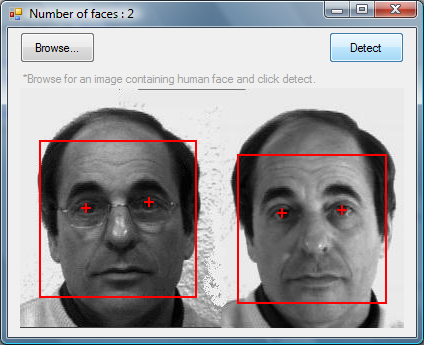 Number of faces : 2
Browse...
Detect
*Browse for an image containing human face and click detect.